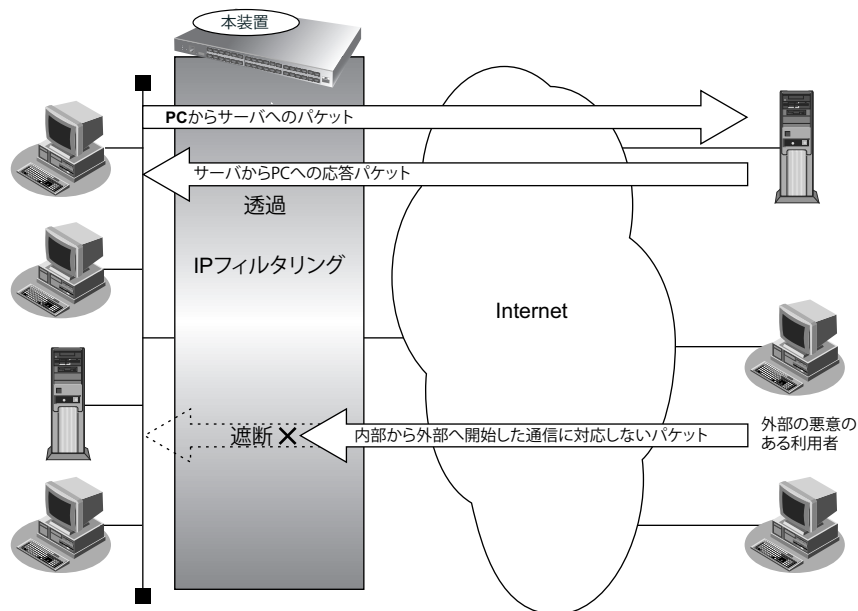 本装置
PCからサーバへのパケット
サーバからPCへの応答パケット
透過
IPフィルタリング
Internet
遮断
内部から外部へ開始した通信に対応しないパケット
外部の悪意の
ある利用者